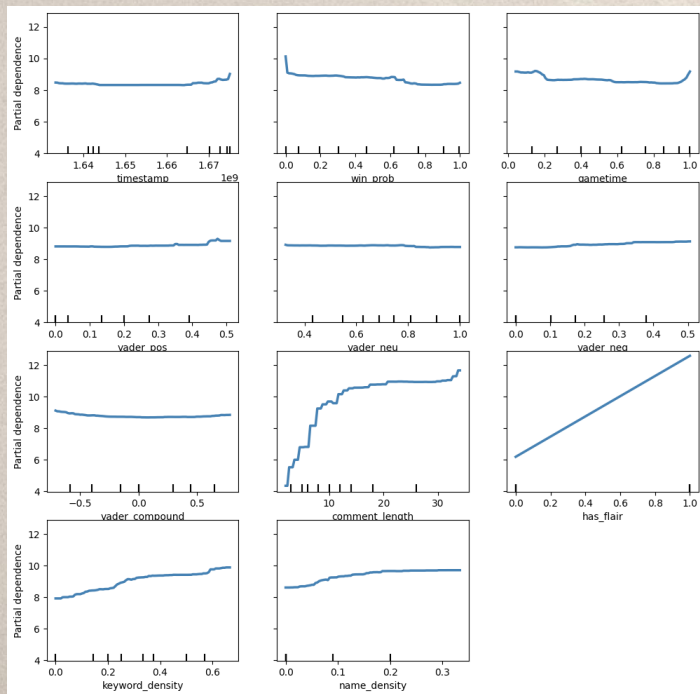 Partial dependence
12
10
8
6
4
1.64 1.65 1.66 1.67
timestamp 1e9
0.0 0.2 0.4 0.6 0.8 1.0
win_prob
0.0 0.2 0.4 0.6 0.8 1.0
gametime
Partial dependence
12
10
8
6
4
0.0 0.1 0.2 0.3 0.4 0.5
vader_pos
0.4 0.6 0.8 1.0
vader_neu
0.0 0.1 0.2 0.3 0.4 0.5
vader_neg
Partial dependence
12
10
8
6
4
−0.5 0.0 0.5
vader_compound
10 20 30
comment_length
0.0 0.2 0.4 0.6 0.8 1.0
has_flair
Partial dependence
12
10
8
6
4
0.0 0.2 0.4 0.6
keyword_density
0.0 0.1 0.2 0.3
name_density